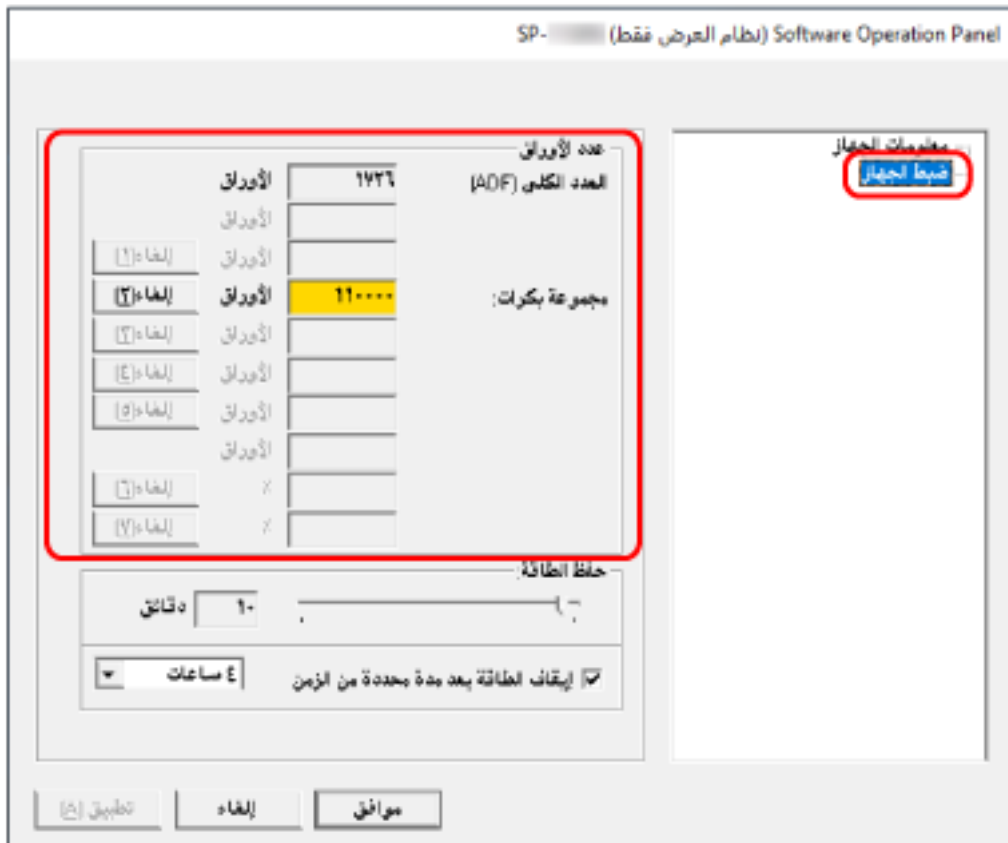 Software Operation Panel (نظام العرض فقط) SP-
معلومات الجهاز
ضبط الجهاز
عدد الأوراق
العدد الكلي (ADF) ١٧٢٦ الأوراق
الأوراق
الأوراق إلغاء(١)
مجموعة بكرات: ١١٠٠٠٠ الأوراق إلغاء(٢)
الأوراق إلغاء(٣)
الأوراق إلغاء(٤)
الأوراق إلغاء(٥)
الأوراق
٪ إلغاء(٦)
٪ إلغاء(٧)
حفظ الطاقة:
دقائق
إيقاف الطاقة بعد مدة محددة من الزمن ٤ ساعات
موافق إلغاء تطبيق (A)